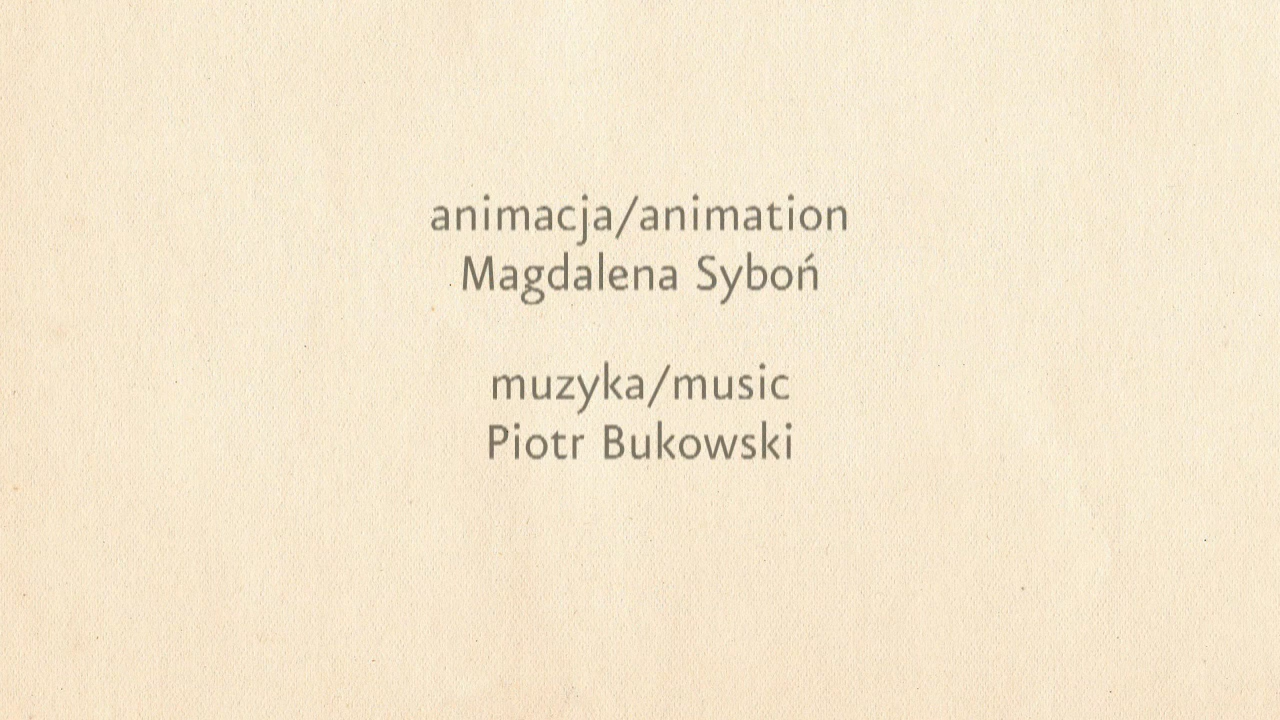 animacja/animation
Magdalena Syboń
muzyka/music
Piotr Bukowski